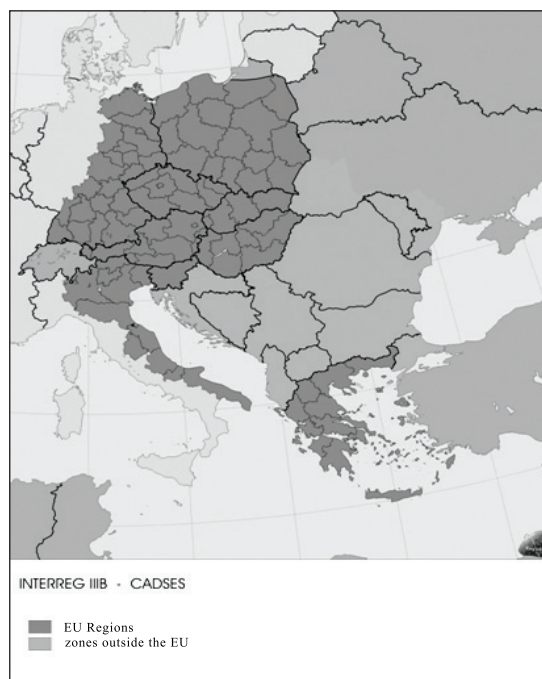 INTERREG IIIB - CADSES
EU Regions
zones outside the EU